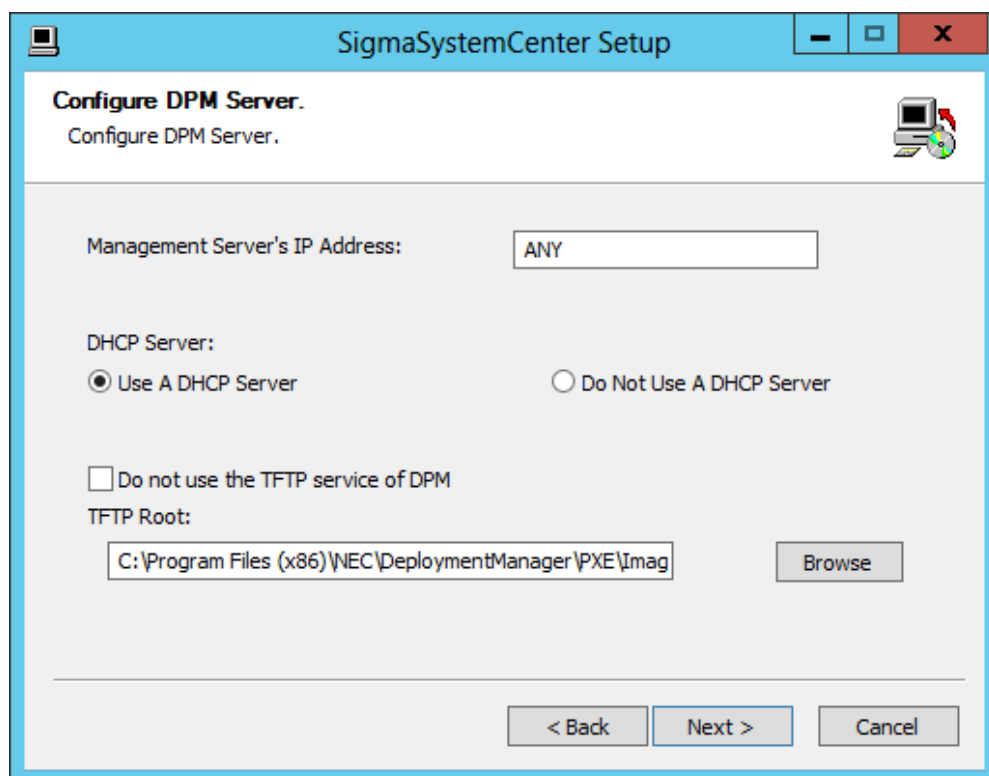 SigmaSystemCenter Setup
Configure DPM Server.
Configure DPM Server.
Management Server's IP Address:
ANY
DHCP Server:
Use A DHCP Server
Do Not Use A DHCP Server
Do not use the TFTP service of DPM
TFTP Root:
C:\Program Files (x86)\NEC\DeploymentManager\PXE\Imag
Browse
< Back
Next >
Cancel